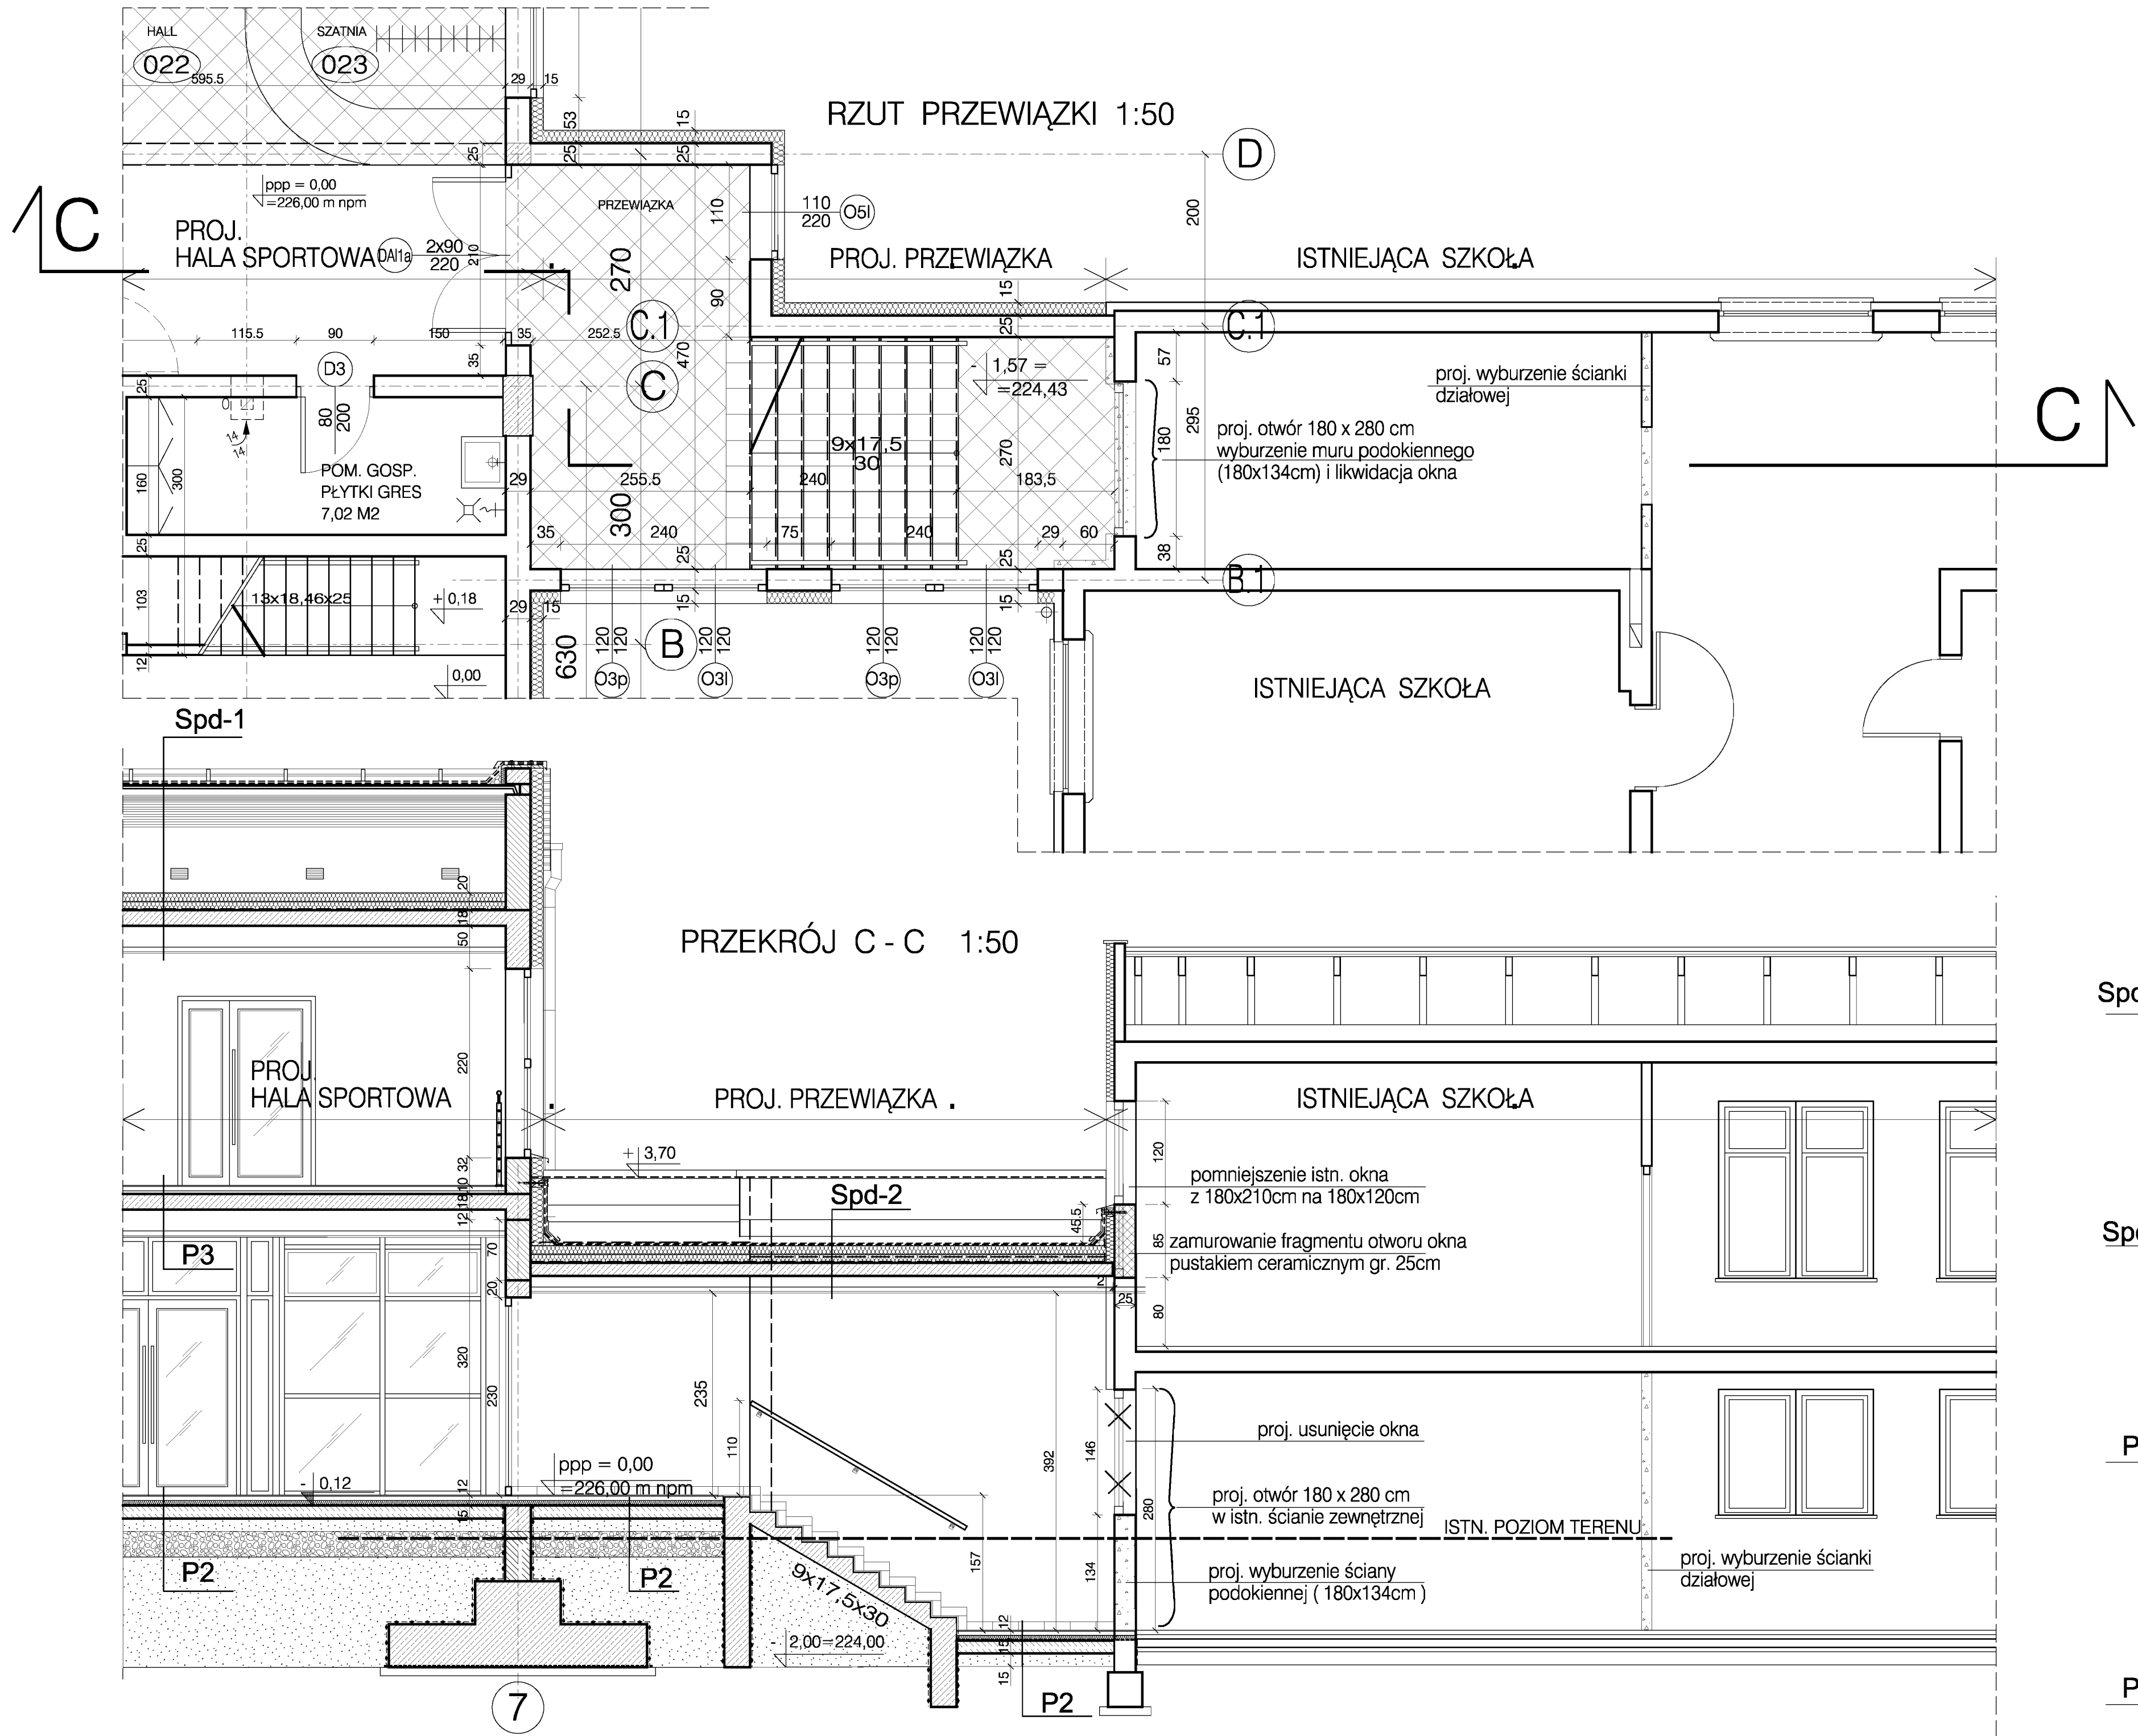 HALL
022
SZATNIA
023
595.5
29
15
53
15
25
25
25
RZUT PRZEWIĄZKI 1:50
D
C
ppp = 0,00
=226,00 m npm
PROJ.
HALA SPORTOWA
DAI1a
2x90
220
210
PRZEWIĄZKA
270
110
90
110
220
O5l
PROJ. PRZEWIĄZKA
ISTNIEJĄCA SZKOŁA
200
15
25
115.5
90
150
35
252.5
35
C.1
C.1
470
C
25
D3
80
200
14
14
160
300
POM. GOSP.
PŁYTKI GRES
7,02 M2
29
255.5
240
183,5
9x17,5
30
- 1,57 =
=224,43
270
57
180
295
38
proj. otwór 180 x 280 cm
wyburzenie muru podokiennego
(180x134cm) i likwidacja okna
proj. wyburzenie ścianki
działowej
C
35
300
240
75
240
29
60
25
25
25
B.1
103
13x18,46x25
+ 0,18
29
15
15
15
12
0,00
630
B
120
120
O3p
120
120
O3l
120
120
O3p
120
120
O3l
ISTNIEJĄCA SZKOŁA
Spd-1
20
18
50
PRZEKRÓJ C - C 1:50
Spd
220
PROJ.
HALA SPORTOWA
PROJ. PRZEWIĄZKA
ISTNIEJĄCA SZKOŁA
32
10
18
12
+ 3,70
Spd-2
45.5
120
pomniejszenie istn. okna
z 180x210cm na 180x120cm
85
zamurowanie fragmentu otworu okna
pustakiem ceramicznym gr. 25cm
P3
70
20
2
25
80
320
230
235
110
392
146
280
proj. usunięcie okna
P
ppp = 0,00
=226,00 m npm
- 0,12
12
15
proj. otwór 180 x 280 cm
w istn. ścianie zewnętrznej
ISTN. POZIOM TERENU
157
134
proj. wyburzenie ściany
podokiennej ( 180x134cm )
proj. wyburzenie ścianki
działowej
P2
P2
9x17,5x30
- 2,00=224,00
12
15
15
P2
7
P